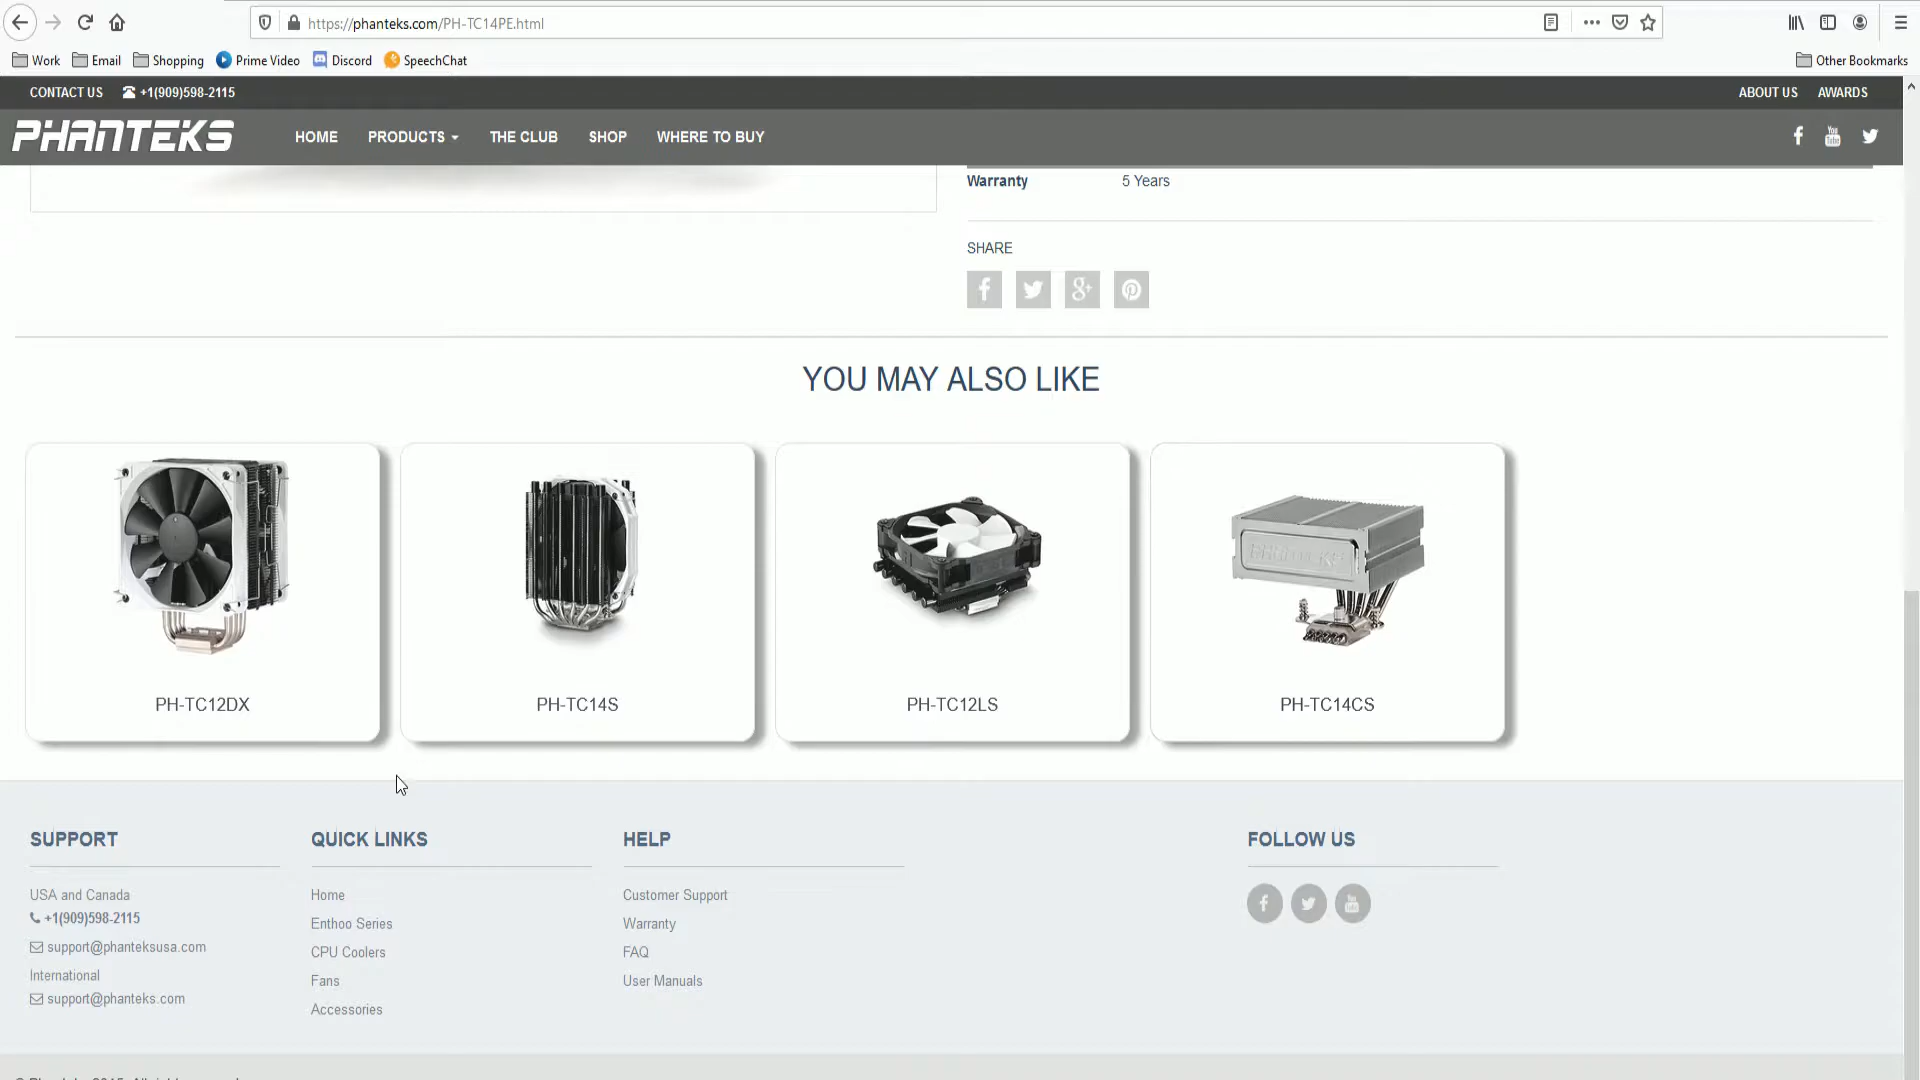 https://phanteks.com/PH-TC14PE.html
Work Email Shopping Prime Video Discord SpeechChat Other Bookmarks
CONTACT US +1(909)598-2115 ABOUT US AWARDS
PHANTEKS HOME PRODUCTS THE CLUB SHOP WHERE TO BUY
Warranty 5 Years
SHARE
YOU MAY ALSO LIKE
PHANTEKS
PH-TC12DX PH-TC14S PH-TC12LS PH-TC14CS
SUPPORT QUICK LINKS HELP FOLLOW US
USA and Canada Home Customer Support
+1(909)598-2115 Enthoo Series Warranty
support@phanteksusa.com CPU Coolers FAQ
International Fans User Manuals
support@phanteks.com Accessories